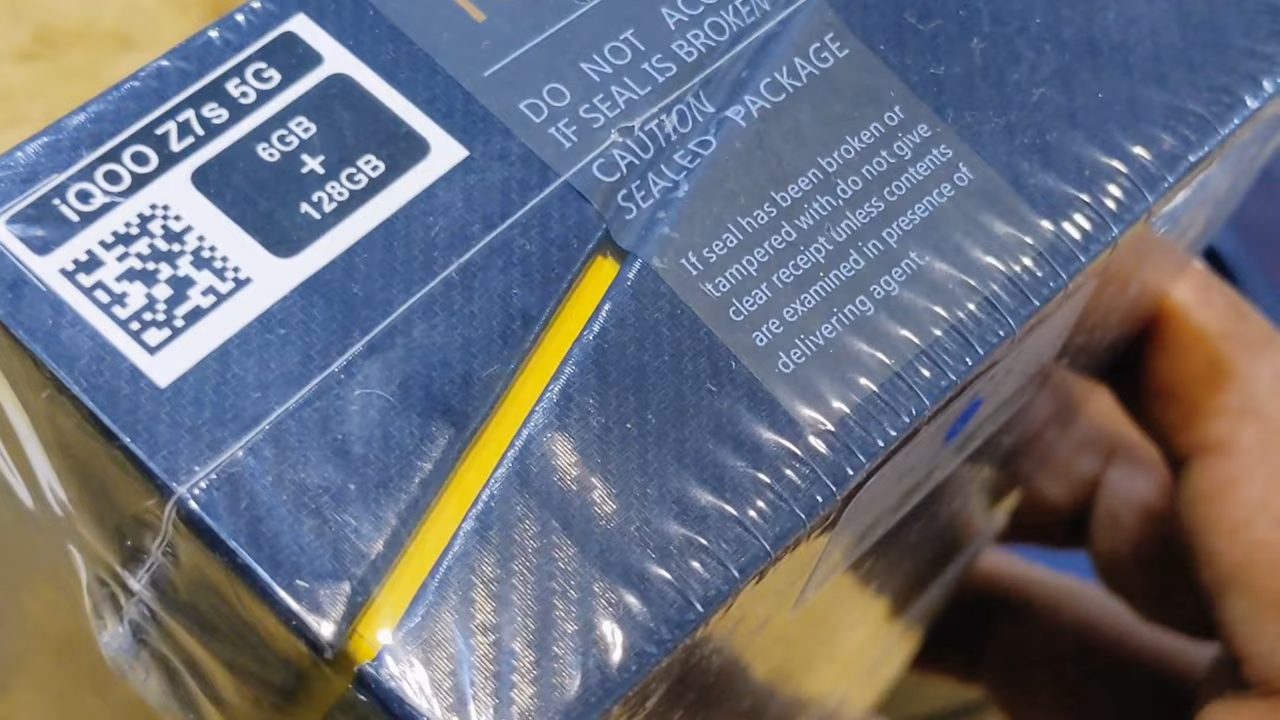 iQOO Z7s 5G
6GB
+
128GB
DO NOT
IF SEAL IS BROKEN
CAUTION
SEALED PACKAGE
If seal has been broken or
tampered with,do not give
clear receipt unless contents
are examined in presence of
delivering agent.